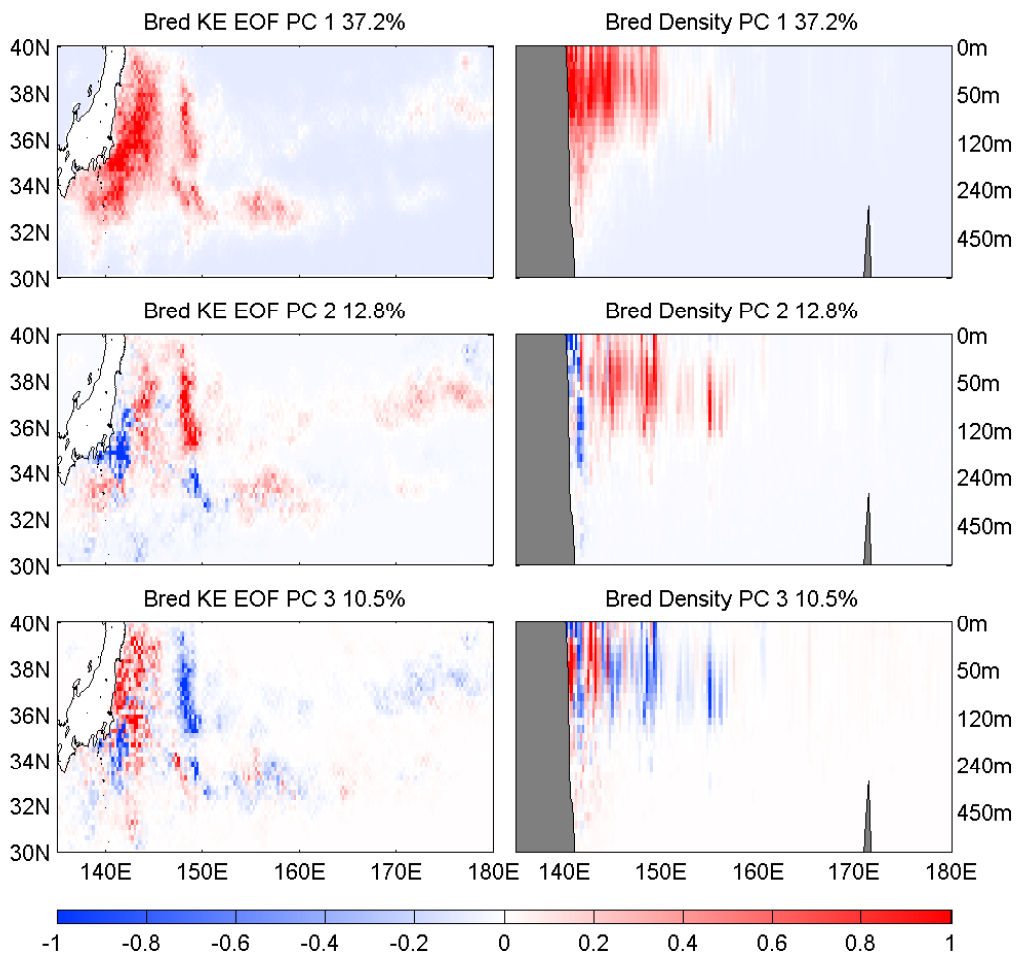 Bred KE EOF PC 1 37.2%
Bred Density PC 1 37.2%
40N
38N
36N
34N
32N
30N
0m
50m
120m
240m
450m
Bred KE EOF PC 2 12.8%
Bred Density PC 2 12.8%
40N
38N
36N
34N
32N
30N
0m
50m
120m
240m
450m
Bred KE EOF PC 3 10.5%
Bred Density PC 3 10.5%
40N
38N
36N
34N
32N
30N
0m
50m
120m
240m
450m
140E 150E 160E 170E 180E
140E 150E 160E 170E 180E
-1 -0.8 -0.6 -0.4 -0.2 0 0.2 0.4 0.6 0.8 1